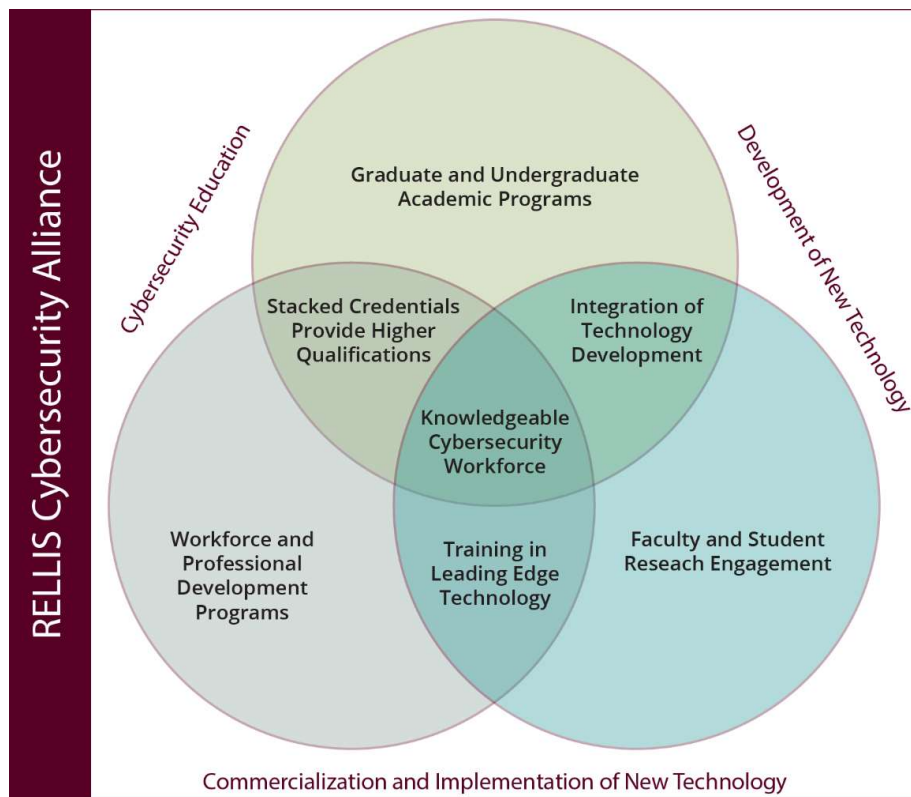 RELLIS Cybersecurity Alliance
Cybersecurity Education
Development of New Technology
Graduate and Undergraduate
Academic Programs
Stacked Credentials
Provide Higher
Qualifications
Integration of
Technology
Development
Knowledgeable
Cybersecurity
Workforce
Workforce and
Professional
Development
Programs
Training in
Leading Edge
Technology
Faculty and Student
Reseach Engagement
Commercialization and Implementation of New Technology